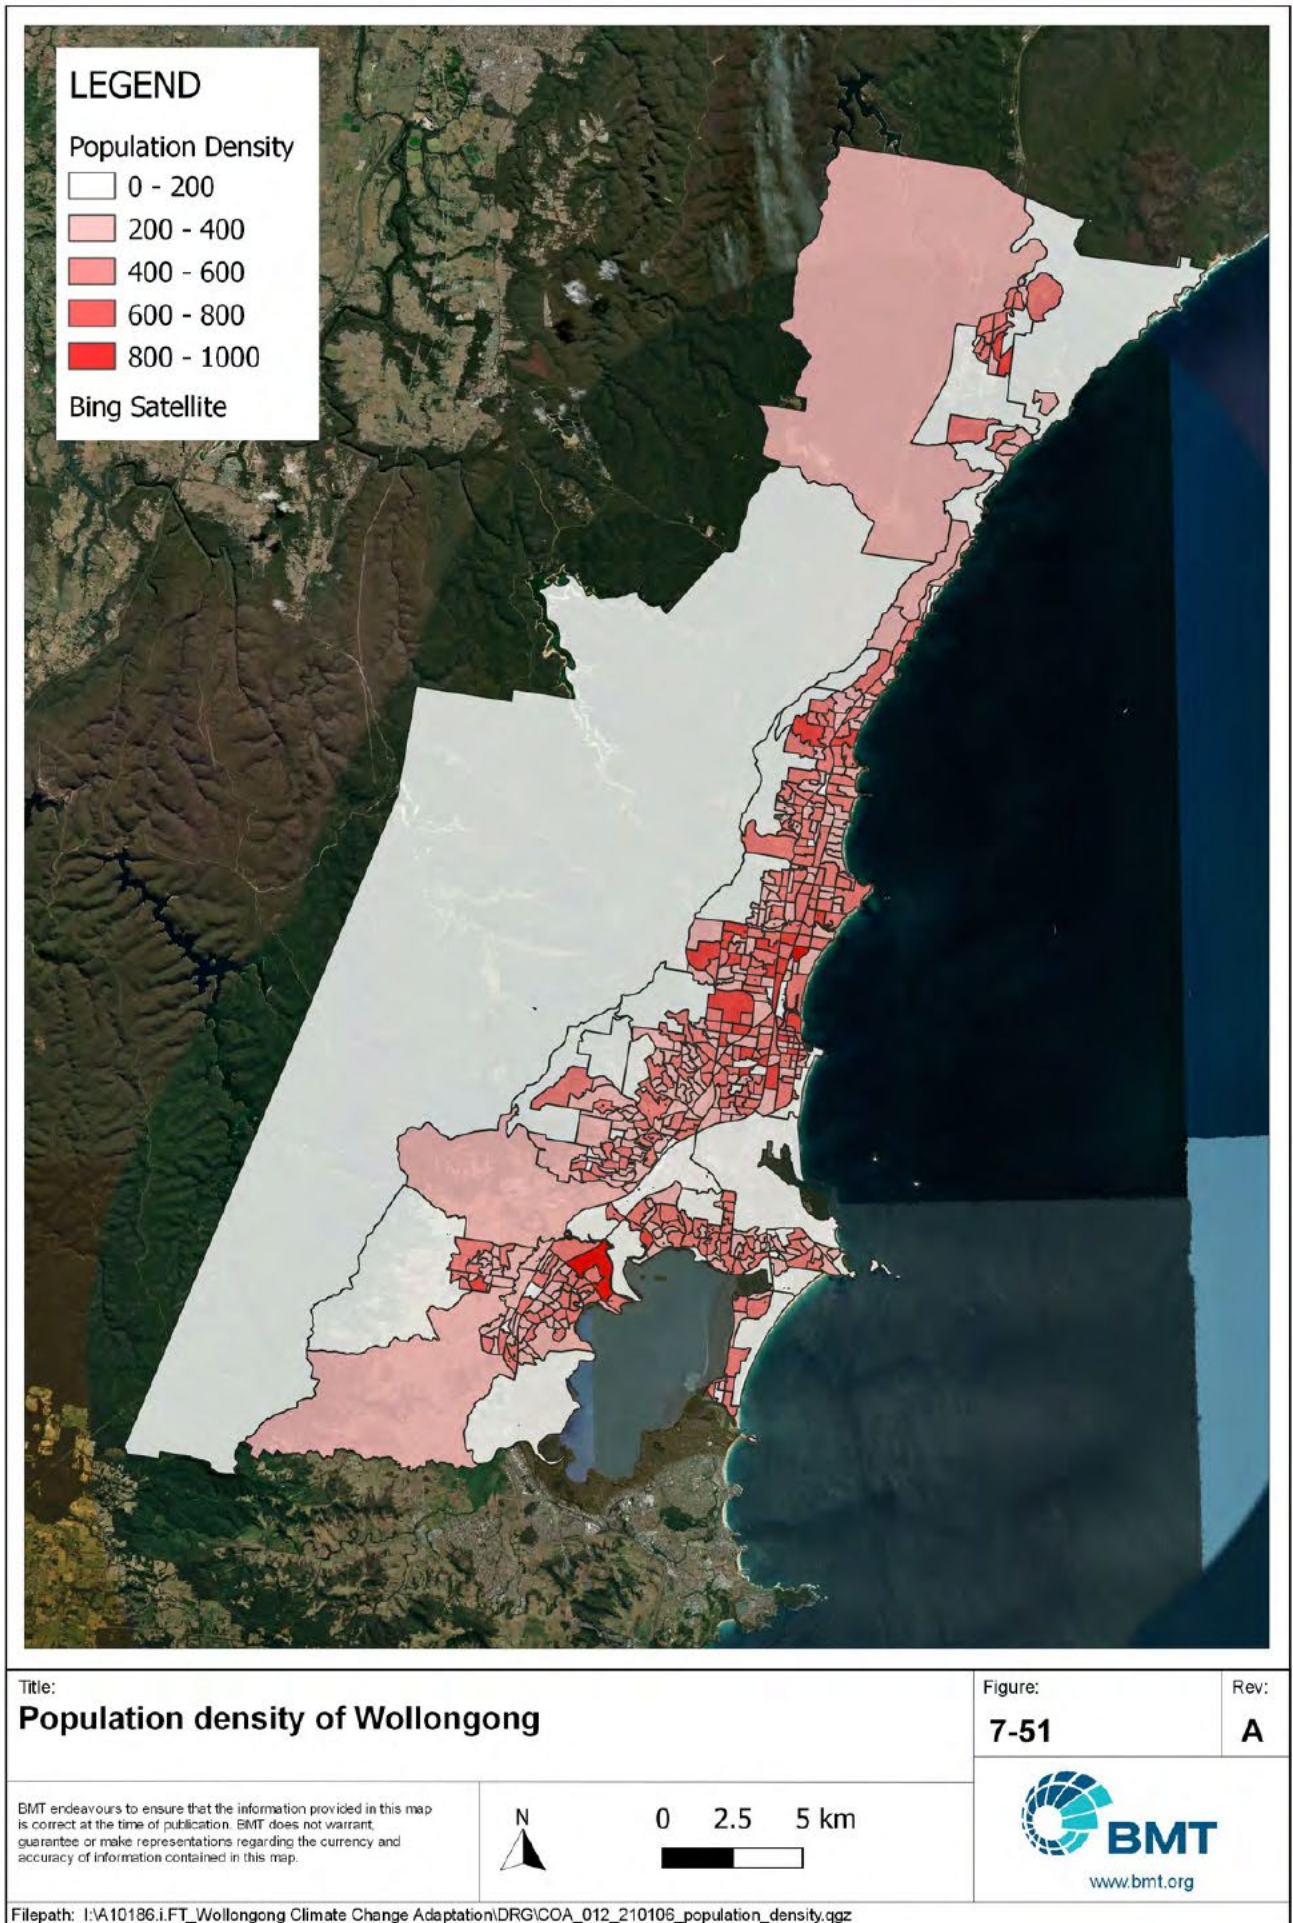 LEGEND
Population Density
0 - 200
200 - 400
400 - 600
600 - 800
800 - 1000
Bing Satellite
Title:
Population density of Wollongong
Figure:
7-51
Rev:
A
BMT endeavours to ensure that the information provided in this map
is correct at the time of publication. BMT does not warrant,
guarantee or make representations regarding the currency and
accuracy of information contained in this map.
N
0 2.5 5 km
BMT
www.bmt.org
Filepath: I:\A10186.i.FT_Wollongong Climate Change Adaptation\DRG\COA_012_210106_population_density.qgz